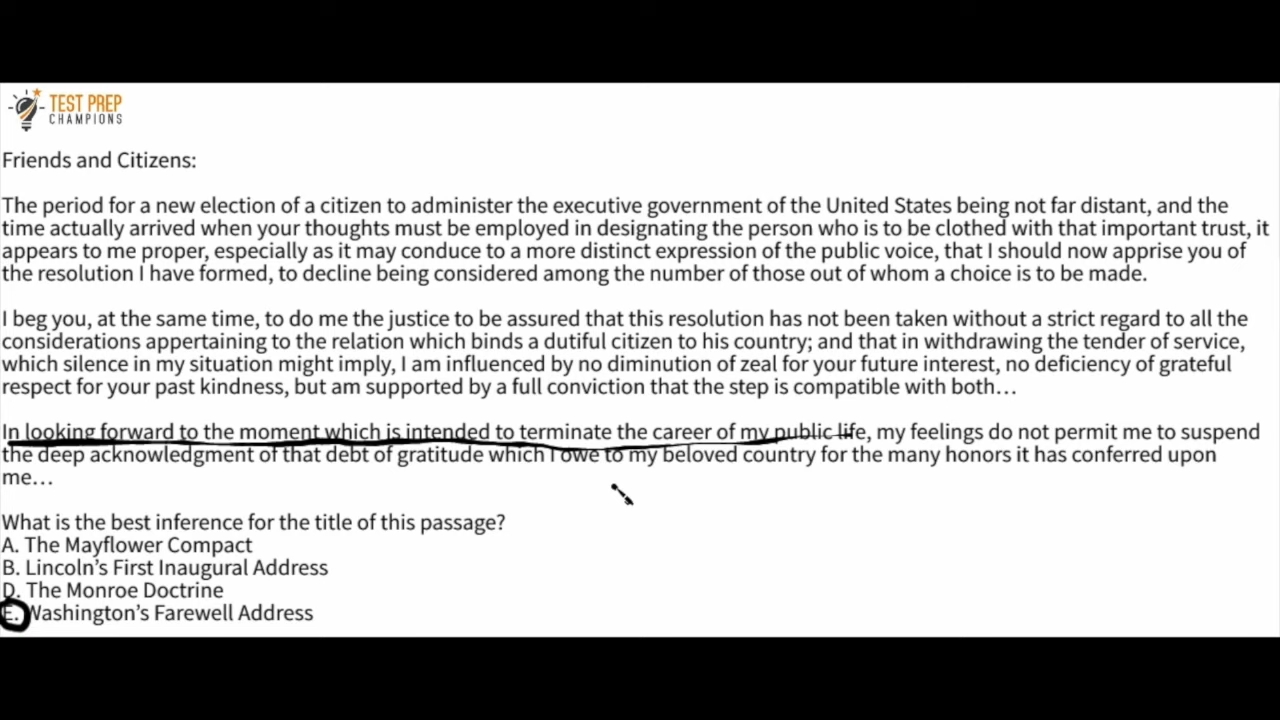 TEST PREP
CHAMPIONS
Friends and Citizens:
The period for a new election of a citizen to administer the executive government of the United States being not far distant, and the
time actually arrived when your thoughts must be employed in designating the person who is to be clothed with that important trust, it
appears to me proper, especially as it may conduce to a more distinct expression of the public voice, that I should now apprise you of
the resolution I have formed, to decline being considered among the number of those out of whom a choice is to be made.
I beg you, at the same time, to do me the justice to be assured that this resolution has not been taken without a strict regard to all the
considerations appertaining to the relation which binds a dutiful citizen to his country; and that in withdrawing the tender of service,
which silence in my situation might imply, I am influenced by no diminution of zeal for your future interest, no deficiency of grateful
respect for your past kindness, but am supported by a full conviction that the step is compatible with both…
In looking forward to the moment which is intended to terminate the career of my public life, my feelings do not permit me to suspend
the deep acknowledgment of that debt of gratitude which I owe to my beloved country for the many honors it has conferred upon
me…
What is the best inference for the title of this passage?
A. The Mayflower Compact
B. Lincoln’s First Inaugural Address
D. The Monroe Doctrine
E. Washington’s Farewell Address